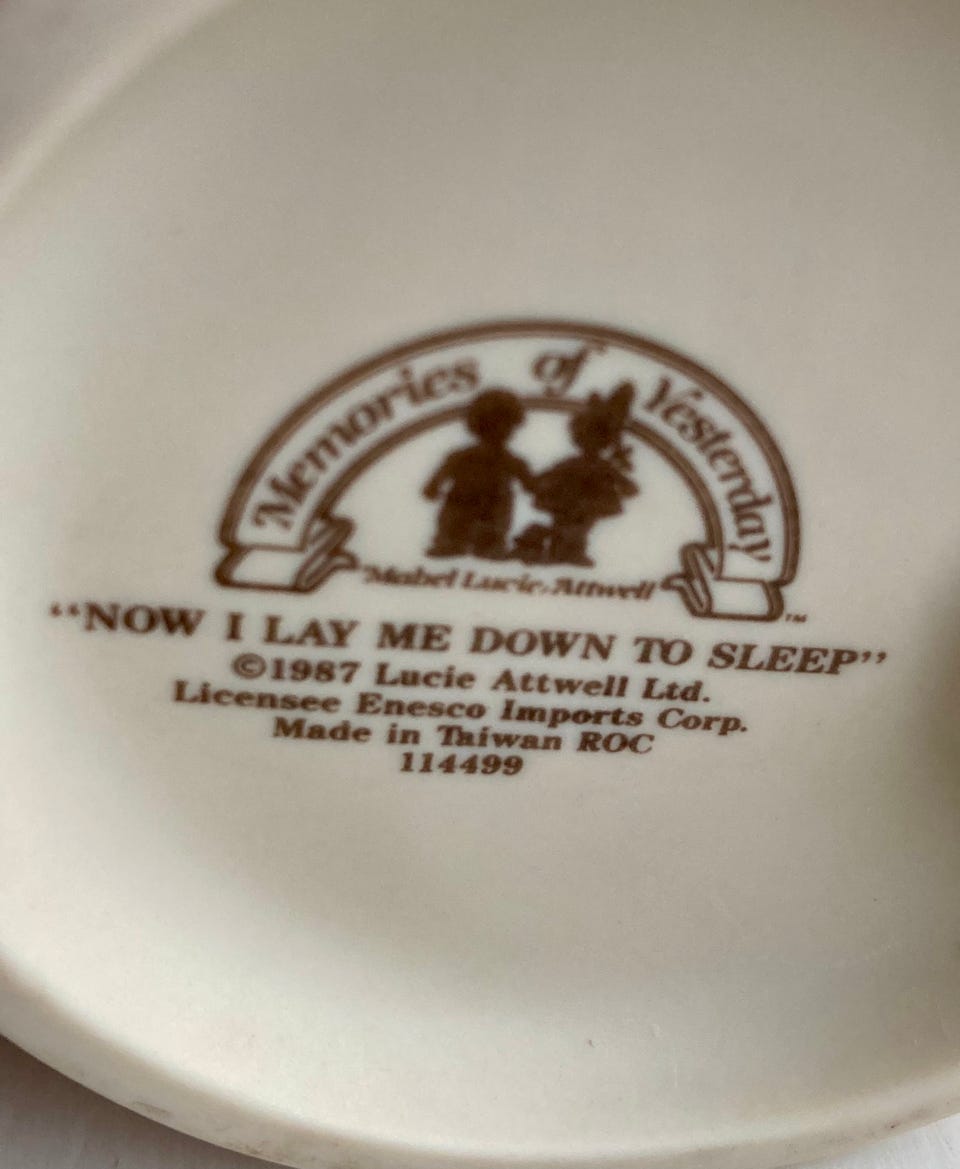 Memories of Yesterday
Mabel Lucie Attwell ™
“NOW I LAY ME DOWN TO SLEEP”
©1987 Lucie Attwell Ltd.
Licensee Enesco Imports Corp.
Made in Taiwan ROC
114499